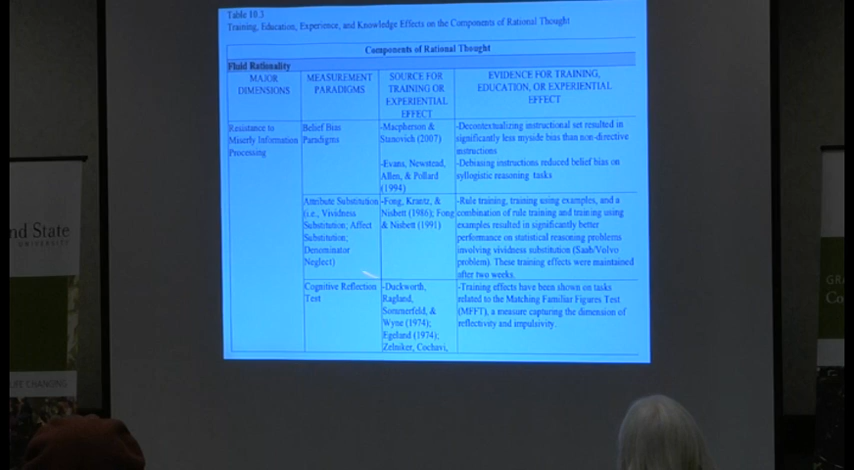 Table 10.3
Training, Education, Experience, and Knowledge Effects on the Components of Rational Thought
Components of Rational Thought
Fluid Rationality
MAJOR DIMENSIONS
MEASUREMENT PARADIGMS
SOURCE FOR TRAINING OR EXPERIENTIAL EFFECT
EVIDENCE FOR TRAINING, EDUCATION, OR EXPERIENTIAL EFFECT
Resistance to
Miserly Information
Processing
Belief Bias
Paradigms
-Macpherson &
Stanovich (2007)
-Decontextualizing instructional set resulted in
significantly less myside bias than non-directive
instructions
-Evans, Newstead,
Allen, & Pollard
(1994)
-Debiasing instructions reduced belief bias on
syllogistic reasoning tasks
Attribute Substitution
(i.e., Vividness
Substitution; Affect
Substitution;
Denominator
Neglect)
-Fong, Krantz, &
Nisbett (1986); Fong
& Nisbett (1991)
-Rule training, training using examples, and a
combination of rule training and training using
examples resulted in significantly better
performance on statistical reasoning problems
involving vividness substitution (Saab/Volvo
problem). These training effects were maintained
after two weeks.
Cognitive Reflection
Test
-Duckworth,
Ragland,
Sommerfeld, &
Wyne (1974);
Egeland (1974);
Zelniker, Cochavi,
-Training effects have been shown on tasks
related to the Matching Familiar Figures Test
(MFFT), a measure capturing the dimension of
reflectivity and impulsivity.
nd State
UNIVERSITY
LIFE CHANGING
GR
Co